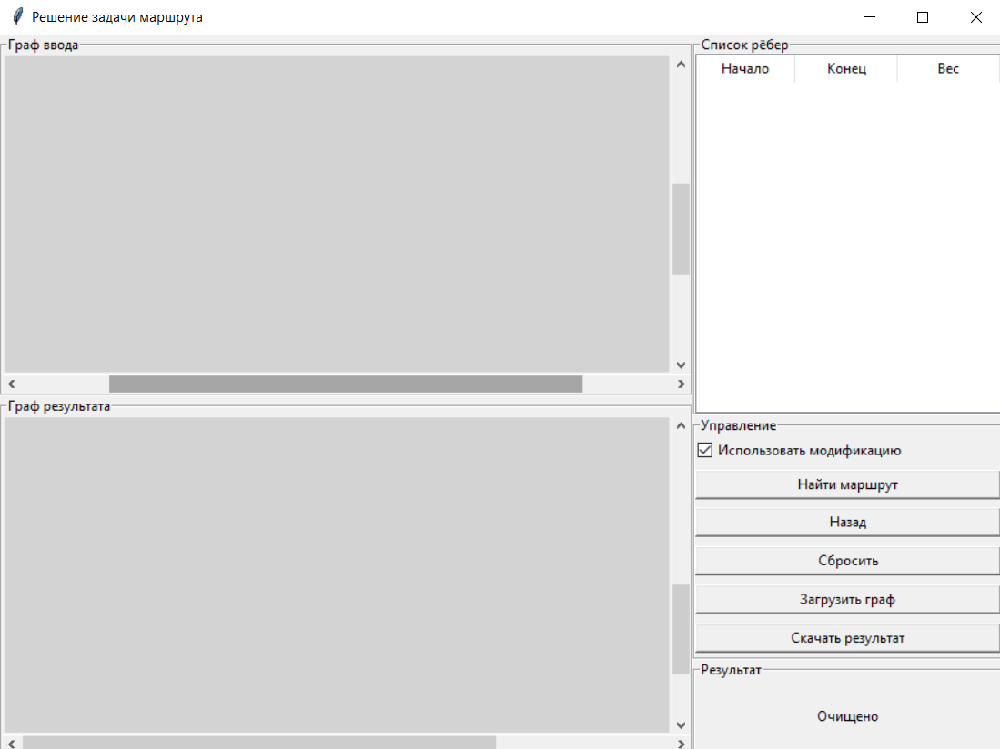 Решение задачи маршрута
Граф ввода
Список рёбер
Начало Конец Вес
Граф результата
Управление
Использовать модификацию
Найти маршрут
Назад
Сбросить
Загрузить граф
Скачать результат
Результат
Очищено